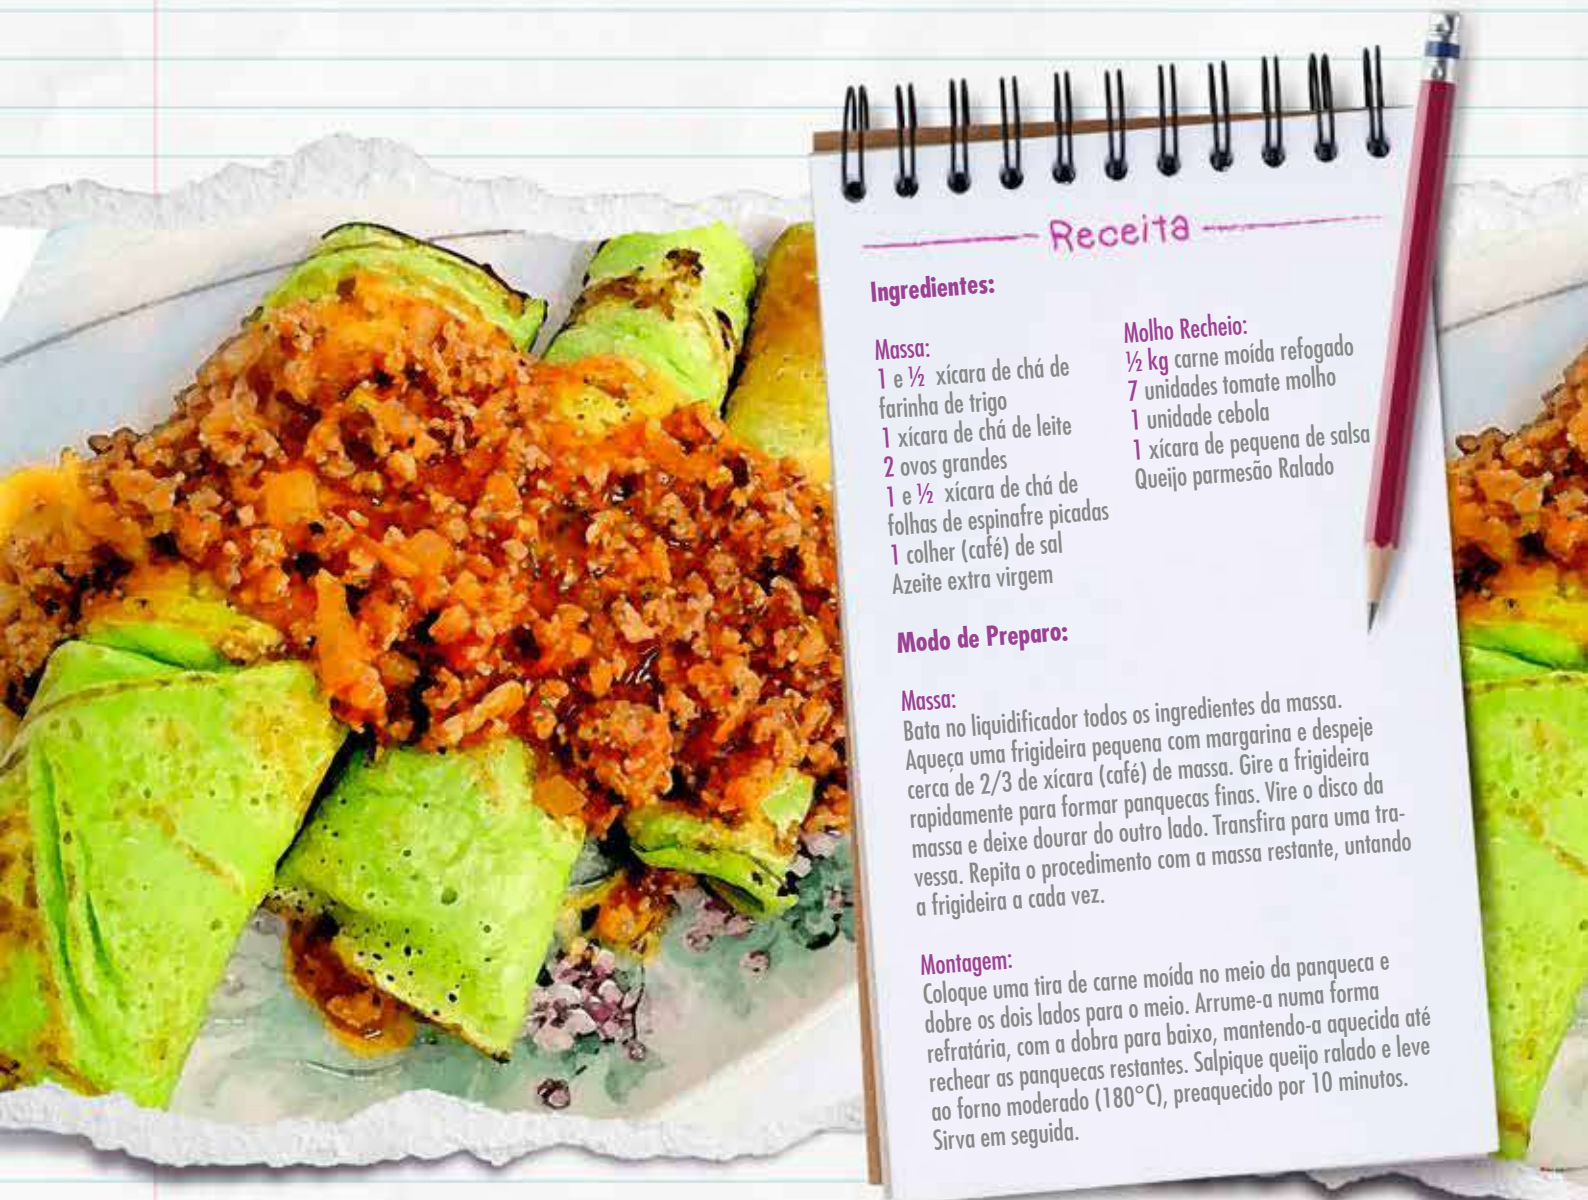 Receita
Ingredientes:
Massa:
1 e ½ xícara de chá de
farinha de trigo
1 xícara de chá de leite
2 ovos grandes
1 e ½ xícara de chá de
folhas de espinafre picadas
1 colher (café) de sal
Azeite extra virgem
Molho Recheio:
½ kg carne moída refogado
7 unidades tomate molho
1 unidade cebola
1 xícara de pequena de salsa
Queijo parmesão Ralado
Modo de Preparo:
Massa:
Bata no liquidificador todos os ingredientes da massa.
Aqueça uma frigideira pequena com margarina e despeje
cerca de 2/3 de xícara (café) de massa. Gire a frigideira
rapidamente para formar panquecas finas. Vire o disco da
massa e deixe dourar do outro lado. Transfira para uma tra-
vessa. Repita o procedimento com a massa restante, untando
a frigideira a cada vez.
Montagem:
Coloque uma tira de carne moída no meio da panqueca e
dobre os dois lados para o meio. Arrume-a numa forma
refratária, com a dobra para baixo, mantendo-a aquecida até
rechear as panquecas restantes. Salpique queijo ralado e leve
ao forno moderado (180°C), preaquecido por 10 minutos.
Sirva em seguida.